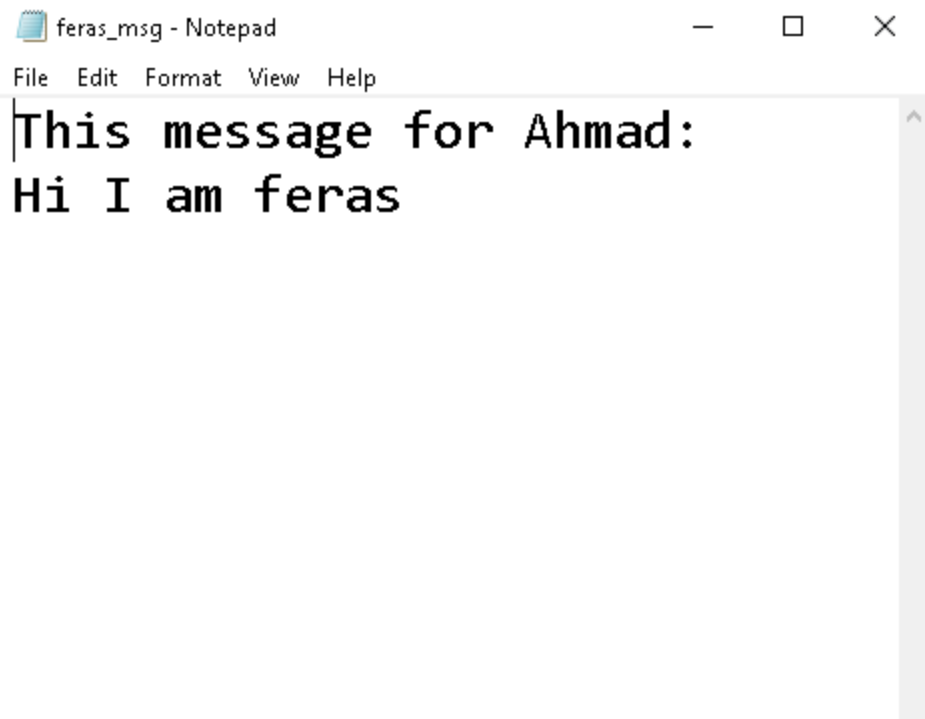 feras_msg - Notepad
File Edit Format View Help
This message for Ahmad:
Hi I am feras